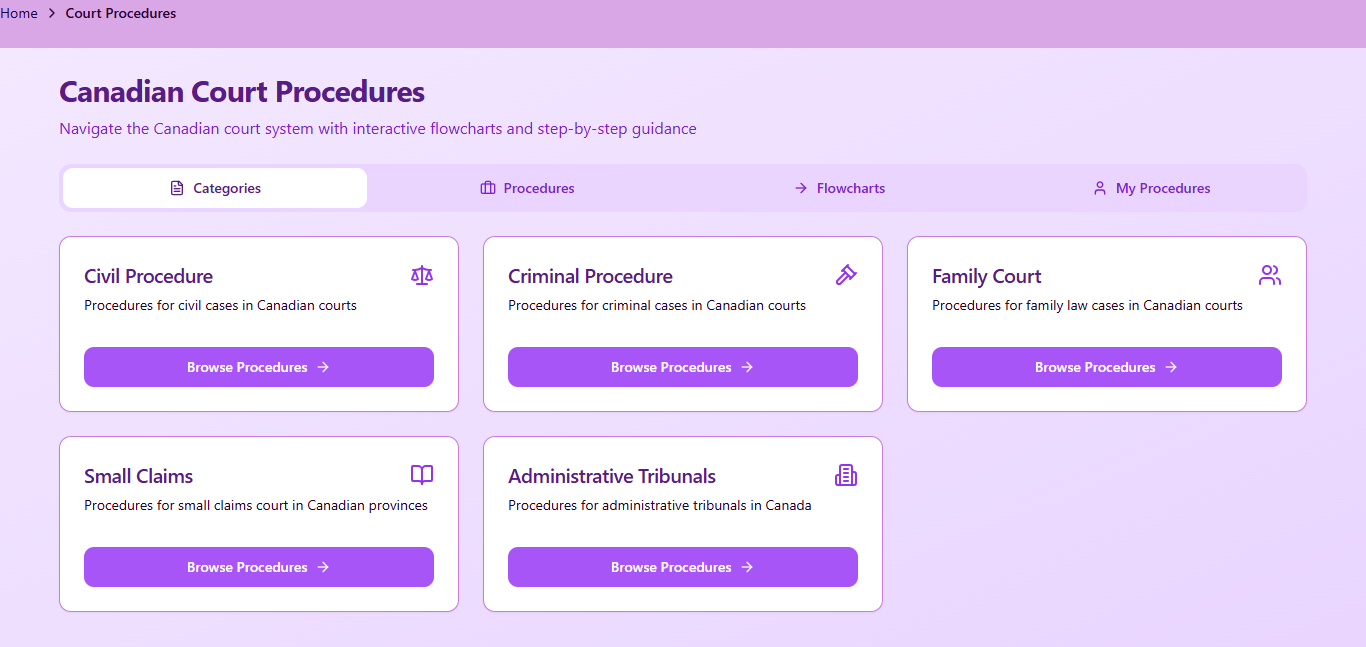 Home > Court Procedures
Canadian Court Procedures
Navigate the Canadian court system with interactive flowcharts and step-by-step guidance
Categories
Procedures
Flowcharts
My Procedures
Civil Procedure
Procedures for civil cases in Canadian courts
Browse Procedures
Criminal Procedure
Procedures for criminal cases in Canadian courts
Browse Procedures
Family Court
Procedures for family law cases in Canadian courts
Browse Procedures
Small Claims
Procedures for small claims court in Canadian provinces
Browse Procedures
Administrative Tribunals
Procedures for administrative tribunals in Canada
Browse Procedures